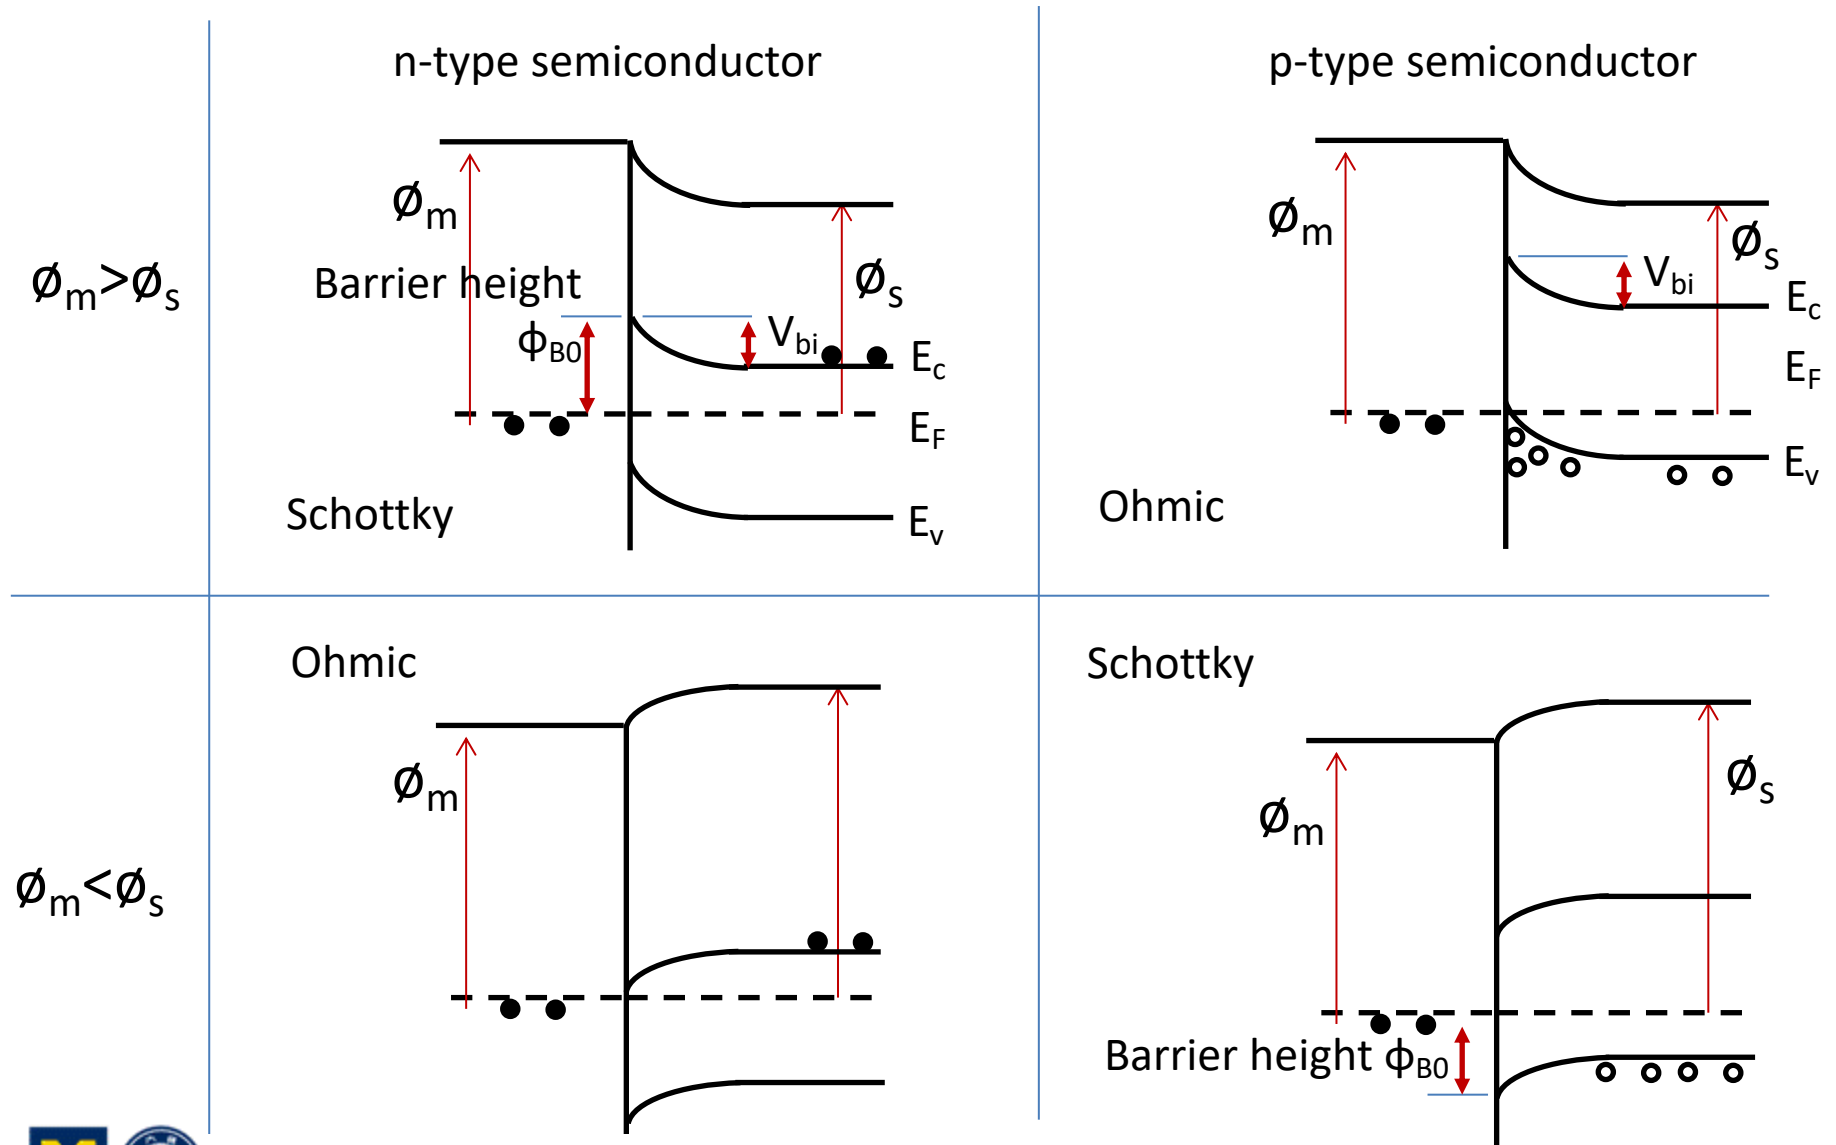 n-type semiconductor
p-type semiconductor
øm>øs
øm
Barrier height
ϕB0
Vbi
øs
Ec
EF
Ev
Schottky
øm
Vbi
øs
Ec
EF
Ev
Ohmic
øm<øs
Ohmic
øm
Schottky
øm
øs
Barrier height ϕB0